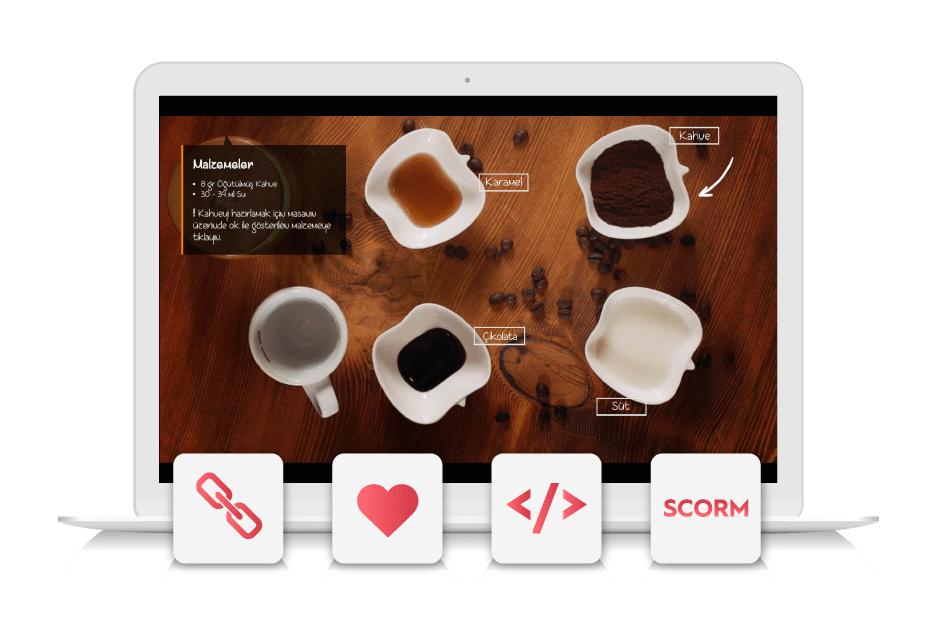 Malzemeler
• 8 gr Öğütülmüş Kahve
• 30 - 34 ml Su
! Kahveyi hazırlamak için masanın
üzerinde ok ile gösterilen malzemeye
tıklayın.
Karamel
Kahve
Çikolata
Süt
</>
SCORM